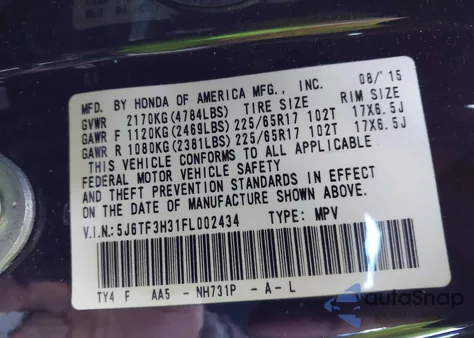 MFD. BY HONDA OF AMERICA MFG., INC. 08/'15
GVWR 2170KG(4784LBS) TIRE SIZE RIM SIZE
GAWR F 1120KG(2469LBS) 225/65R17 102T 17X6.5J
GAWR R 1080KG(2381LBS) 225/65R17 102T 17X6.5J
THIS VEHICLE CONFORMS TO ALL APPLICABLE
FEDERAL MOTOR VEHICLE SAFETY
AND THEFT PREVENTION STANDARDS IN EFFECT
ON THE DATE OF MANUFACTURE SHOWN ABOVE.
V.I.N:5J6TF3H31FL002434 TYPE: MPV
TY4 F AA5 - NH731P - A - L
autoSnap